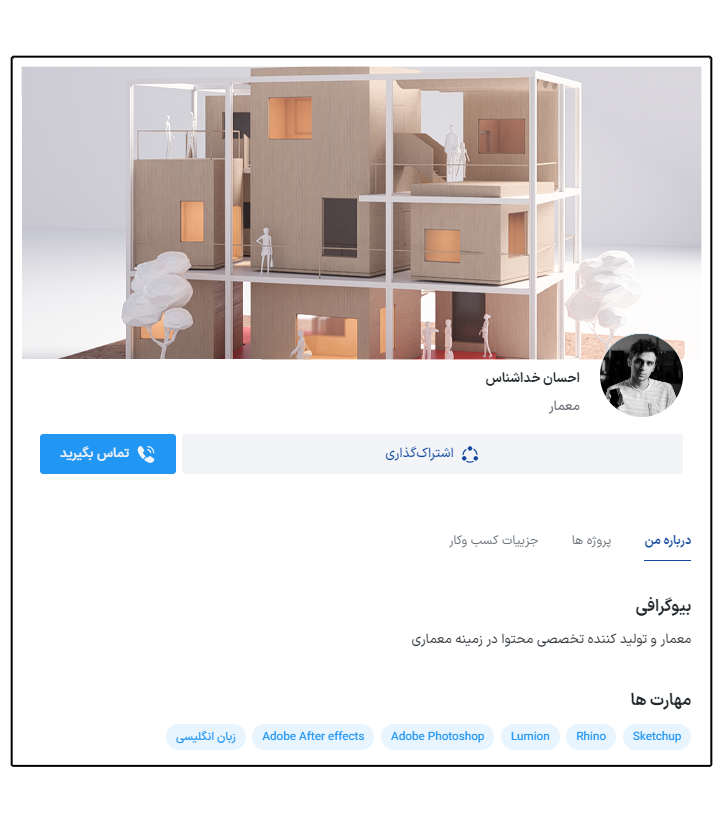 احسان خداشناس
معمار
اشتراک‌گذاری
تماس بگیرید
درباره من
پروژه ها
جزییات کسب وکار
بیوگرافی
معمار و تولید کننده تخصصی محتوا در زمینه معماری
مهارت ها
Sketchup
Rhino
Lumion
Adobe Photoshop
Adobe After effects
زبان انگلیسی